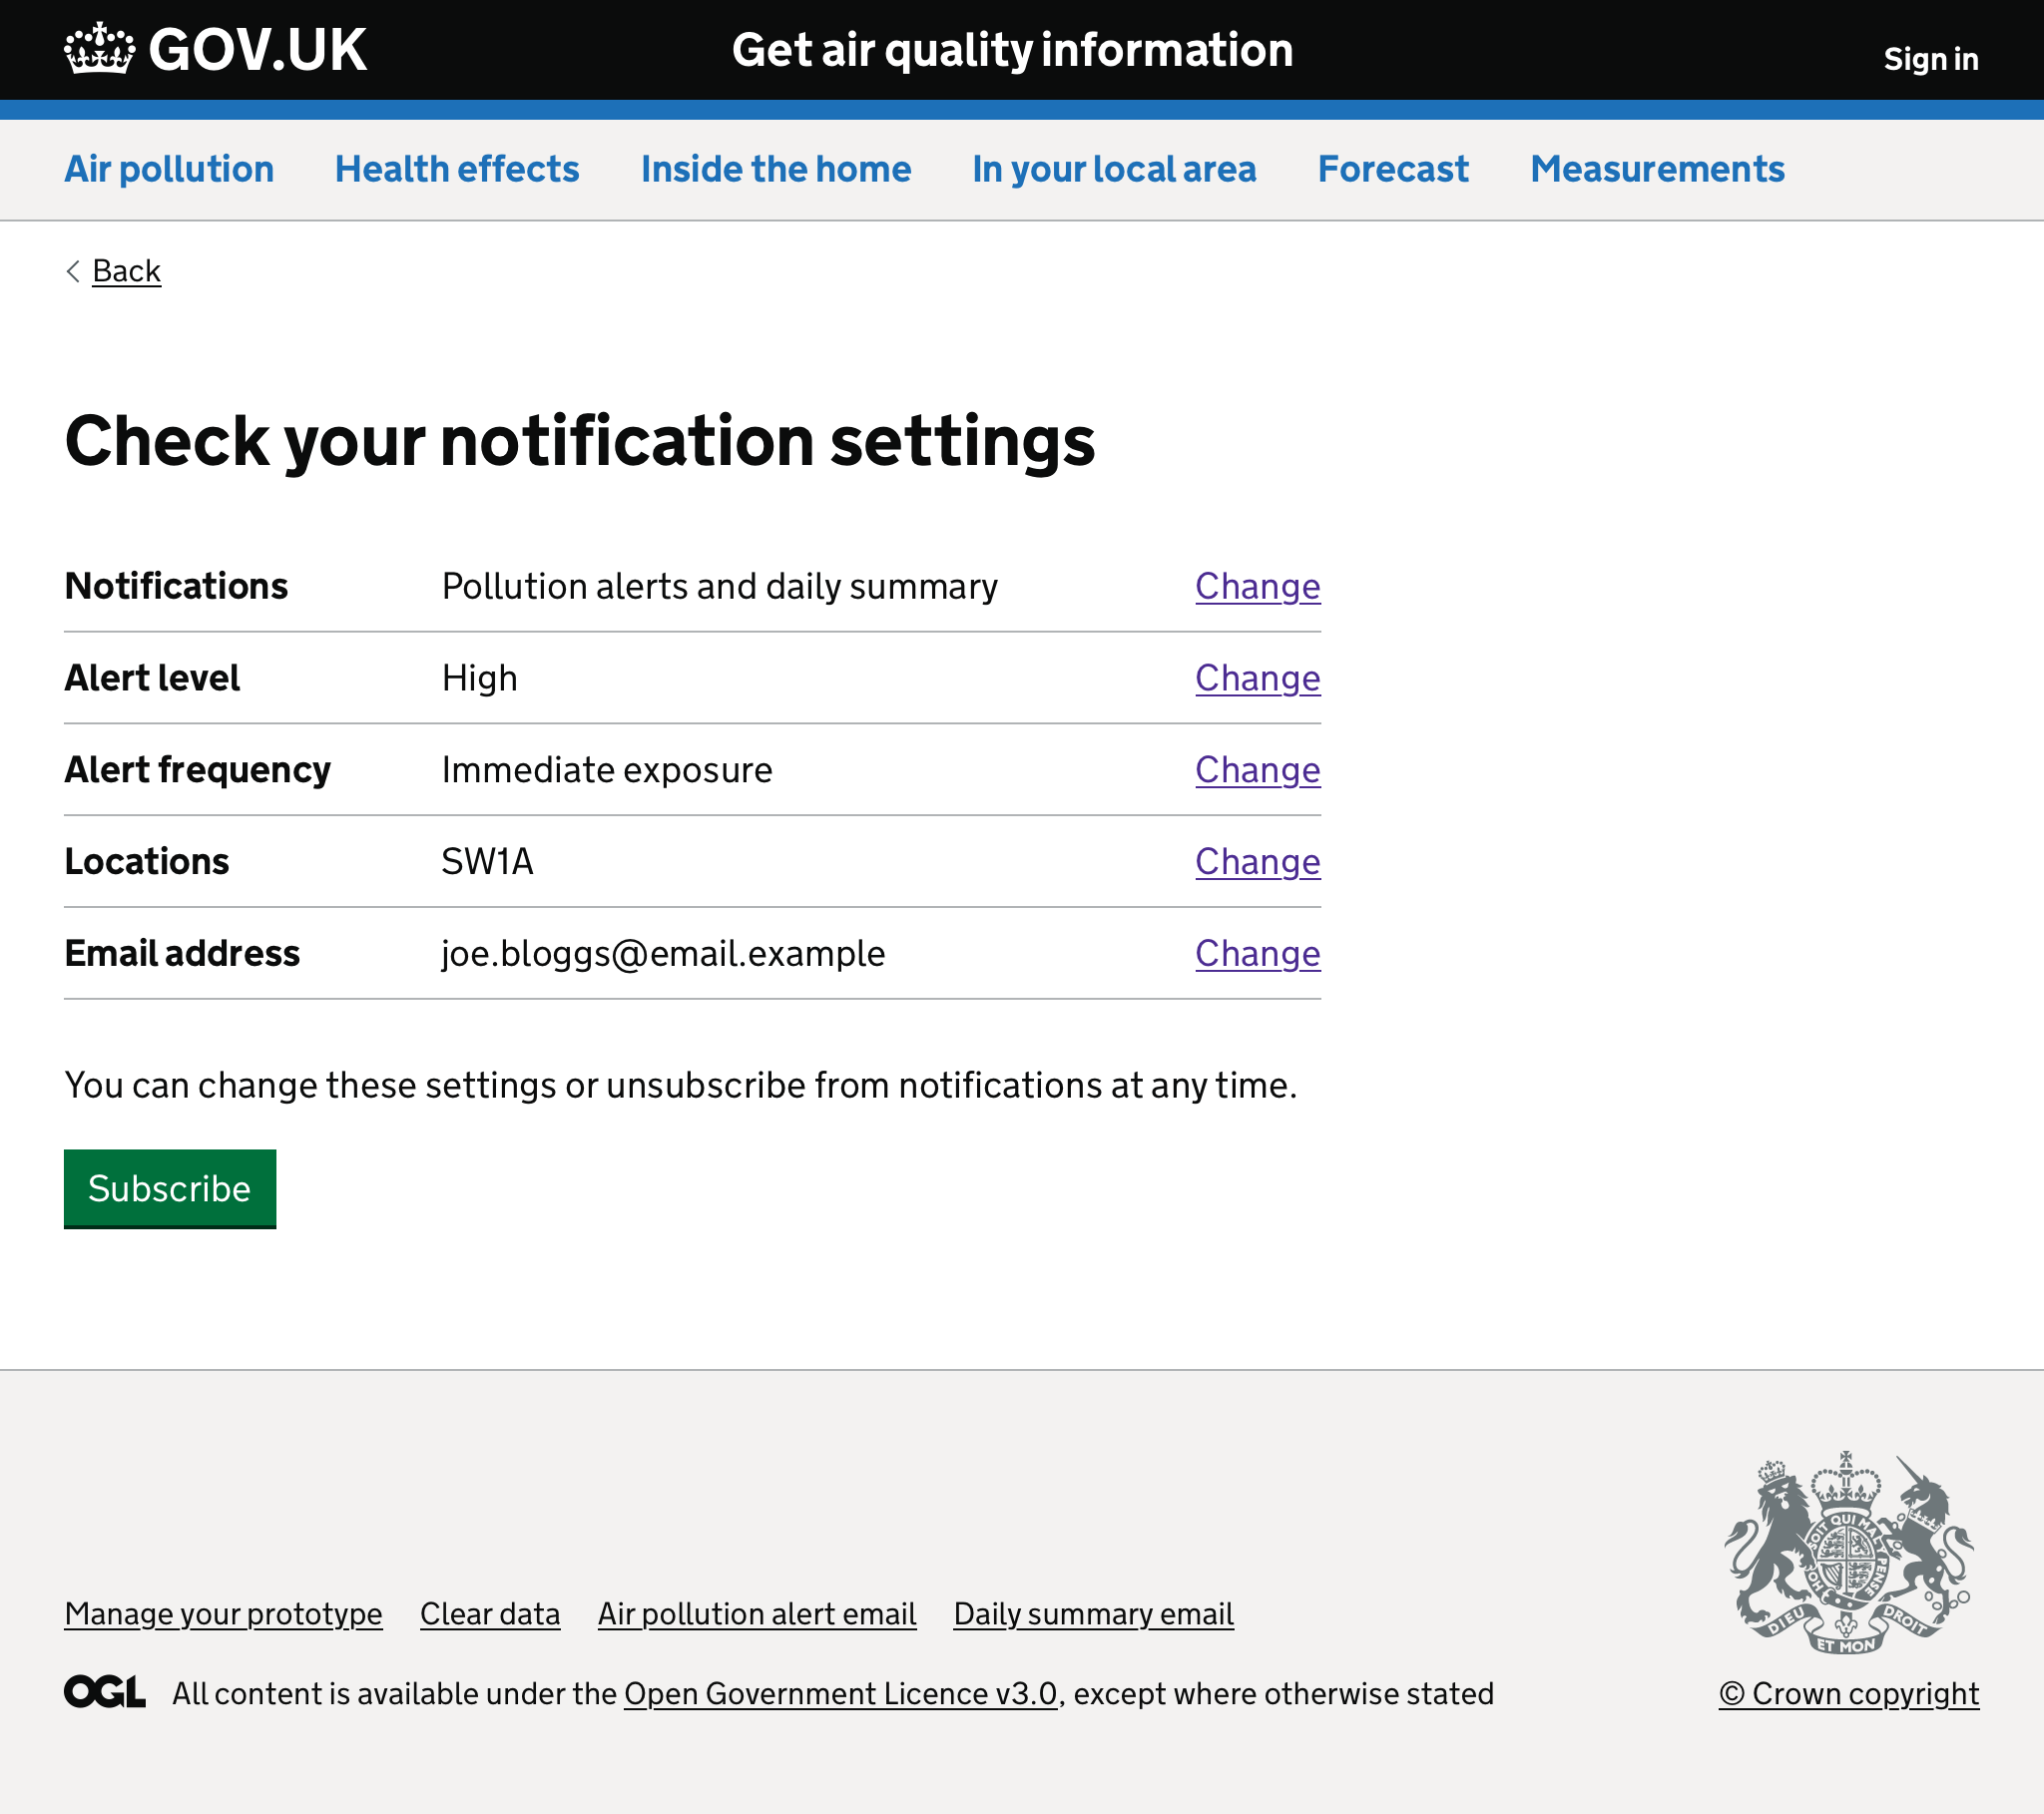 GOV.UK
Get air quality information
Sign in
Air pollution
Health effects
Inside the home
In your local area
Forecast
Measurements
Back
Check your notification settings
Notifications Pollution alerts and daily summary Change
Alert level High Change
Alert frequency Immediate exposure Change
Locations SW1A Change
Email address joe.bloggs@email.example Change
You can change these settings or unsubscribe from notifications at any time.
Subscribe
QUI MAL PENSE
DIEU ET MON DROIT
Manage your prototype Clear data Air pollution alert email Daily summary email
OGL All content is available under the Open Government Licence v3.0, except where otherwise stated
© Crown copyright